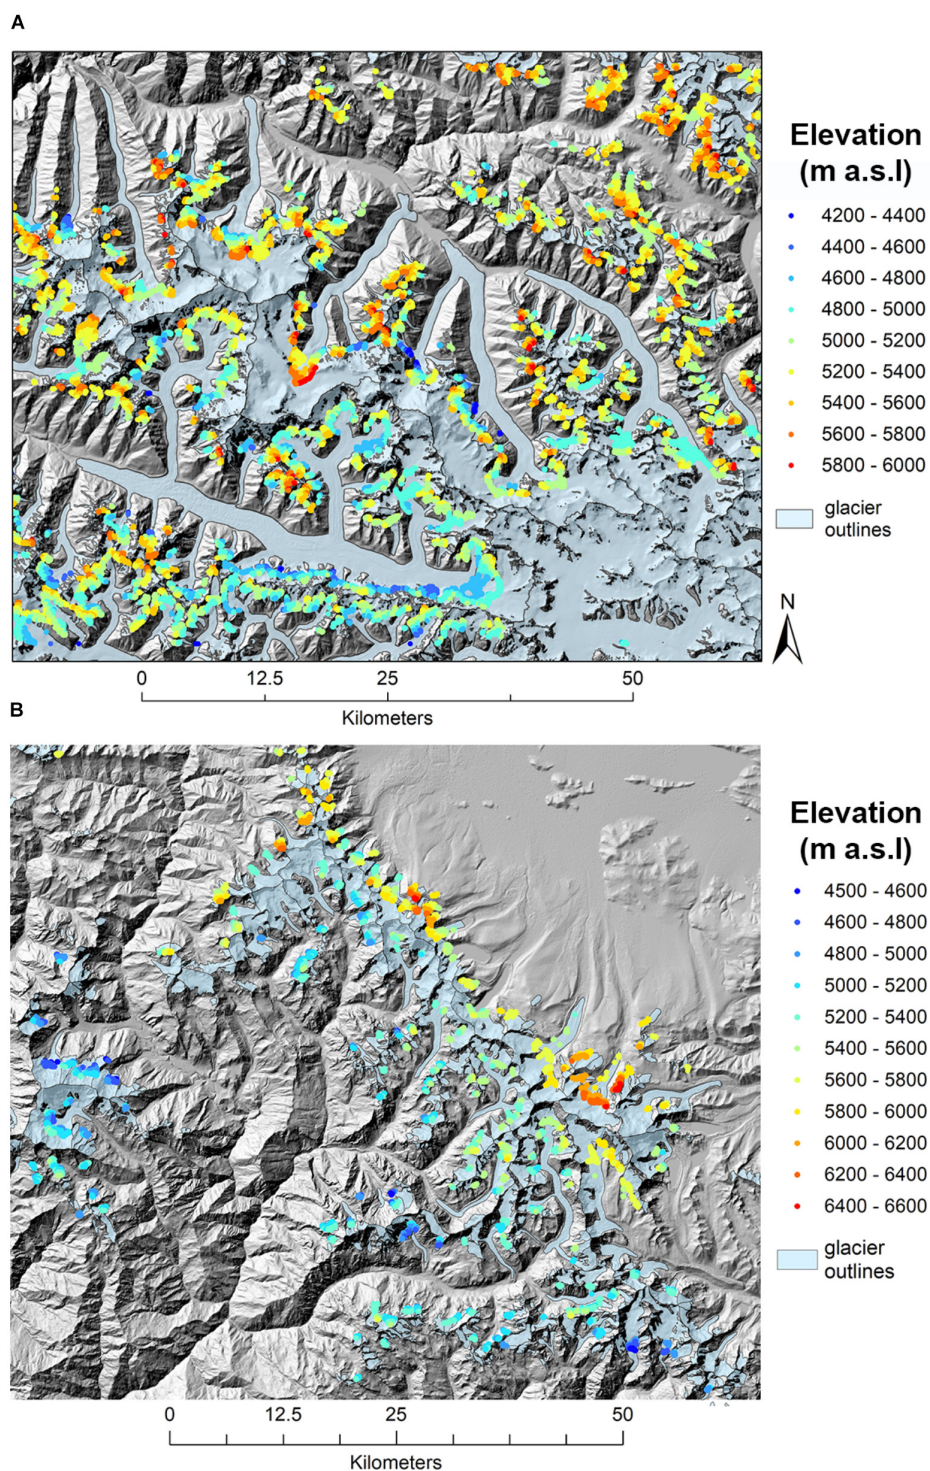 A
Elevation
(m a.s.l)
4200 - 4400
4400 - 4600
4600 - 4800
4800 - 5000
5000 - 5200
5200 - 5400
5400 - 5600
5600 - 5800
5800 - 6000
glacier
outlines
N
0 12.5 25 50
Kilometers
B
Elevation
(m a.s.l)
4500 - 4600
4600 - 4800
4800 - 5000
5000 - 5200
5200 - 5400
5400 - 5600
5600 - 5800
5800 - 6000
6000 - 6200
6200 - 6400
6400 - 6600
glacier
outlines
0 12.5 25 50
Kilometers